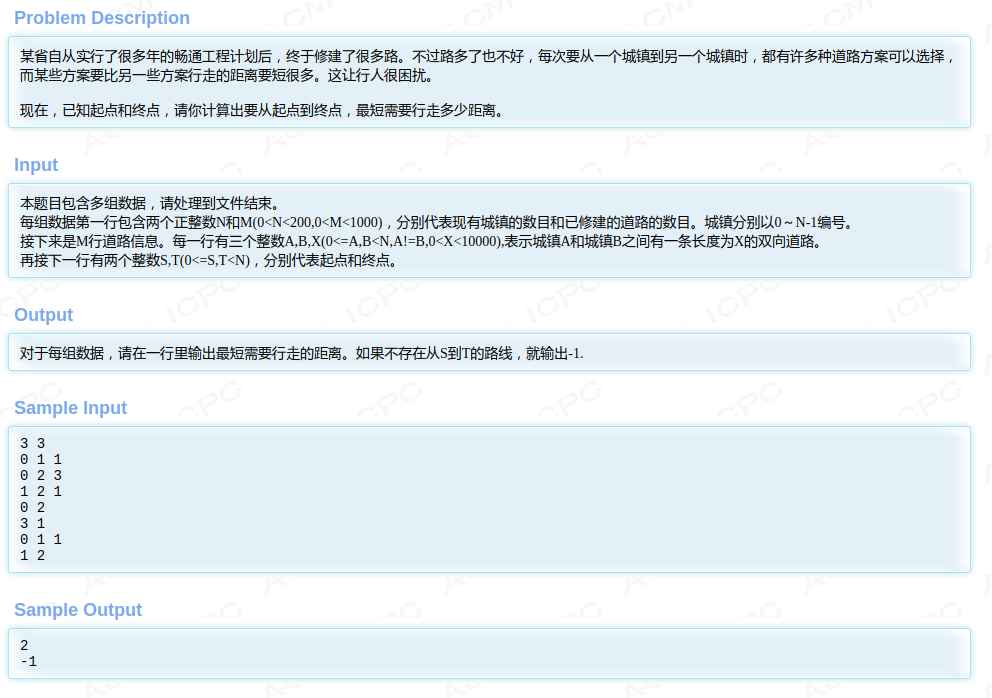 Problem Description
某省自从实行了很多年的畅通工程计划后，终于修建了很多路。不过路多了也不好，每次要从一个城镇到另一个城镇时，都有许多种道路方案可以选择，
而某些方案要比另一些方案行走的距离要短很多。这让行人很困扰。
现在，已知起点和终点，请你计算出要从起点到终点，最短需要行走多少距离。
Input
本题目包含多组数据，请处理到文件结束。
每组数据第一行包含两个正整数N和M(0<N<200,0<M<1000)，分别代表现有城镇的数目和已修建的道路的数目。城镇分别以0～N-1编号。
接下来是M行道路信息。每一行有三个整数A,B,X(0<=A,B<N,A!=B,0<X<10000),表示城镇A和城镇B之间有一条长度为X的双向道路。
再接下一行有两个整数S,T(0<=S,T<N)，分别代表起点和终点。
Output
对于每组数据，请在一行里输出最短需要行走的距离。如果不存在从S到T的路线，就输出-1.
Sample Input
3 3
0 1 1
0 2 3
1 2 1
0 2
3 1
0 1 1
1 2
Sample Output
2
-1